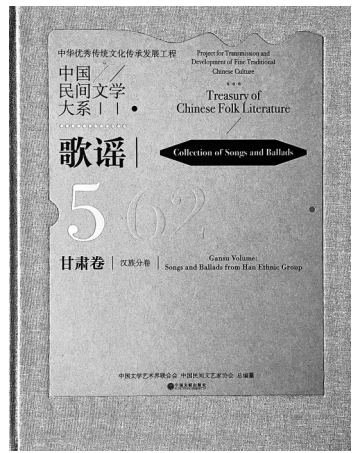 中华优秀传统文化传承发展工程
Project for Transmission and
Development of Fine Traditional
Chinese Culture
中国
民间文学
大系
Treasury of
Chinese Folk Literature
歌谣
Collection of Songs and Ballads
562
甘肃卷
汉族分卷
Gansu Volume:
Songs and Ballads from Han Ethnic Group
中国文学艺术界联合会 中国民间文艺家协会 总编纂